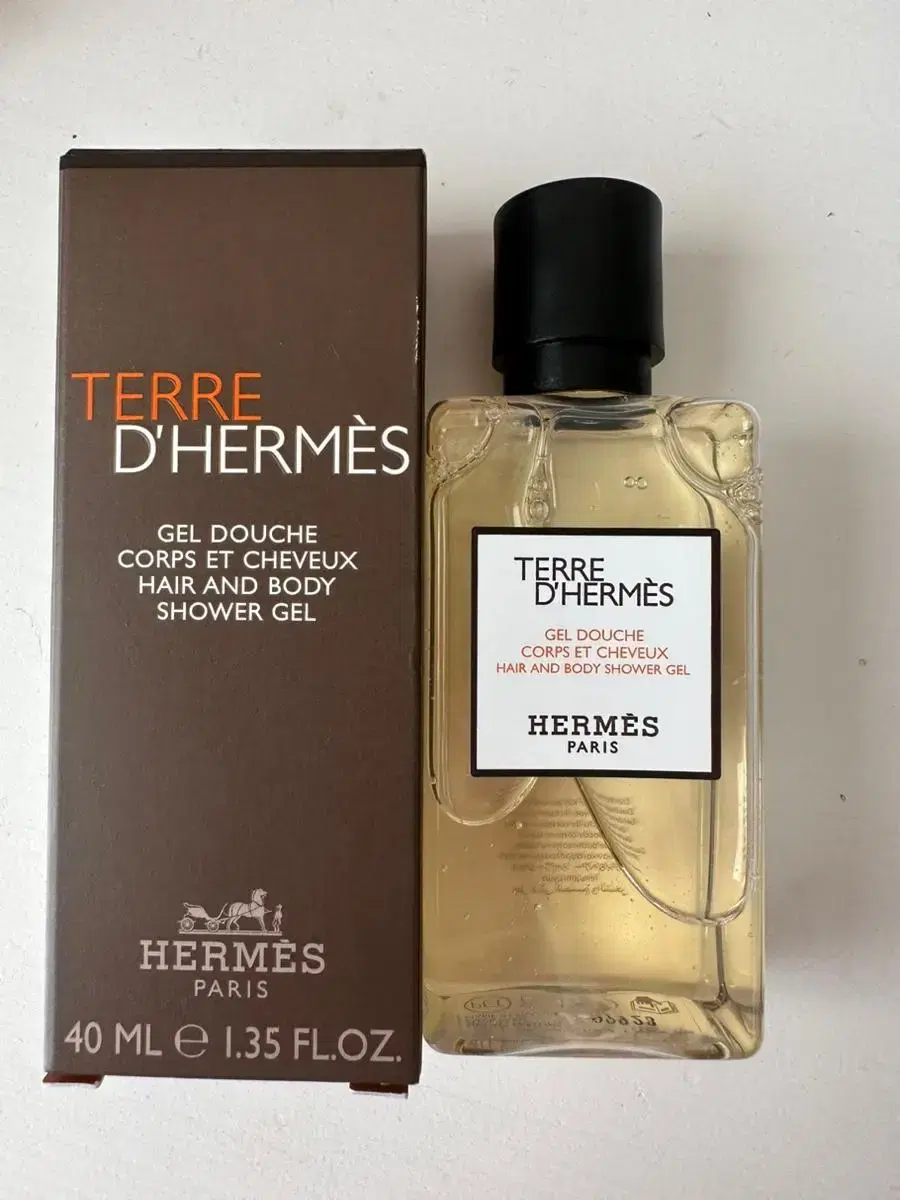 TERRE
D'HERMÈS
GEL DOUCHE
CORPS ET CHEVEUX
HAIR AND BODY
SHOWER GEL
HERMÈS
PARIS
40 ML ℮ 1.35 FL.OZ.
TERRE
D'HERMÈS
GEL DOUCHE
CORPS ET CHEVEUX
HAIR AND BODY SHOWER GEL
HERMÈS
PARIS